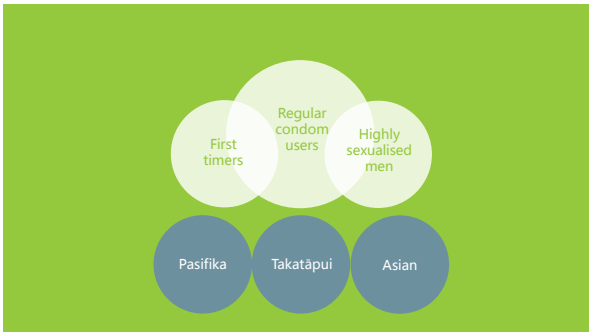 Regular
condom
users
First
timers
Highly
sexualised
men
Pasifika
Takatāpui
Asian